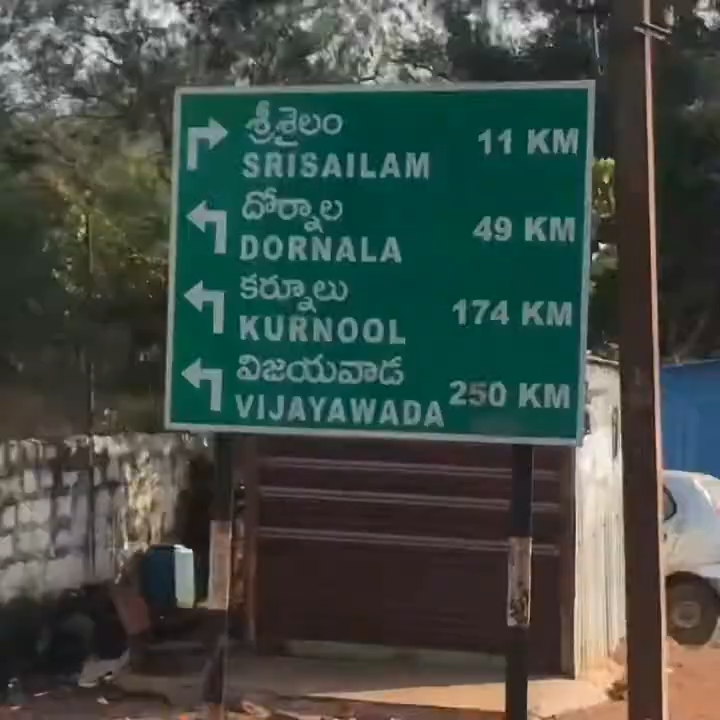 శ్రీశైలం
SRISAILAM 11 KM
దోర్నాల
DORNALA 49 KM
కర్నూలు
KURNOOL 174 KM
విజయవాడ
VIJAYAWADA 250 KM